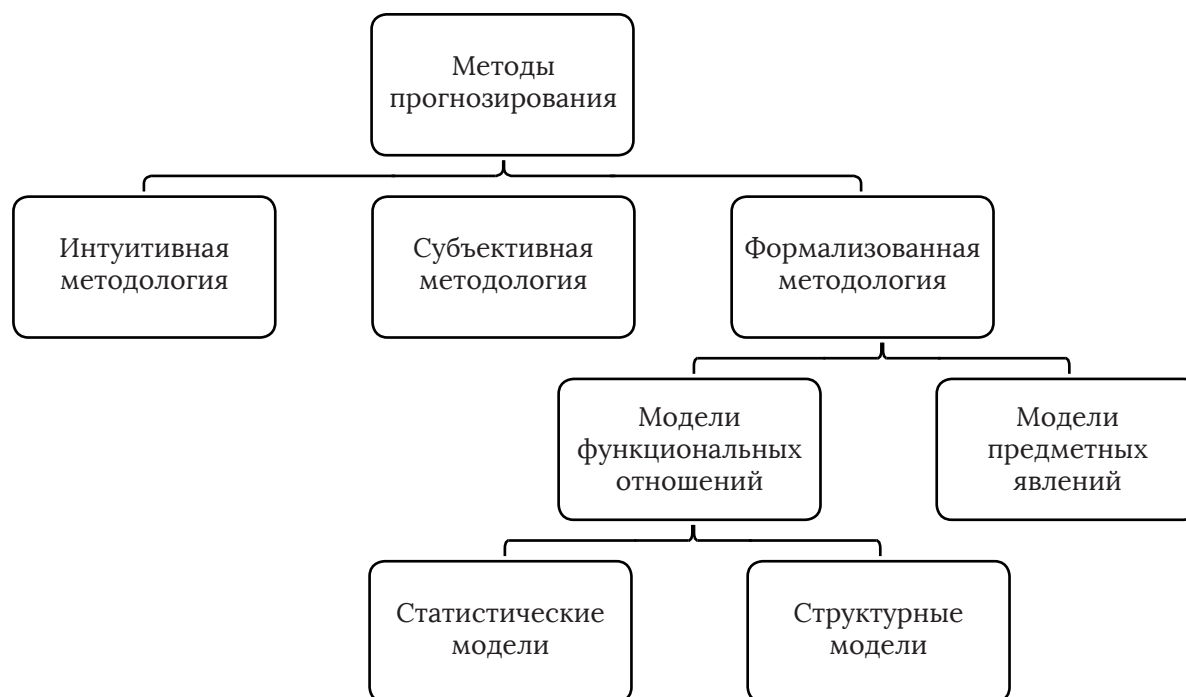 Методы
прогнозирования
Интуитивная
методология
Субъективная
методология
Формализованная
методология
Модели
функциональных
отношений
Модели
предметных
явлений
Статистические
модели
Структурные
модели